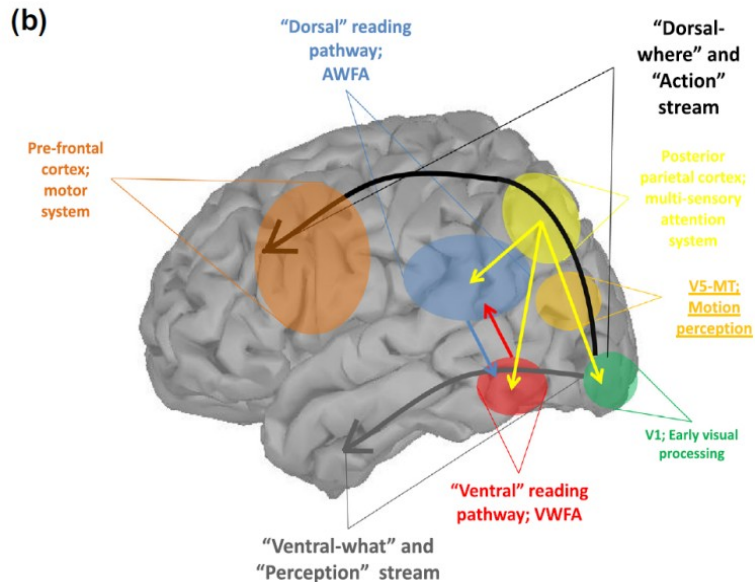 (b)
“Dorsal” reading
pathway;
AWFA
“Dorsal-
where” and
“Action”
stream
Pre-frontal
cortex;
motor
system
Posterior
parietal cortex;
multi-sensory
attention
system
V5-MT;
Motion
perception
V1; Early visual
processing
“Ventral” reading
pathway; VWFA
“Ventral-what” and
“Perception” stream